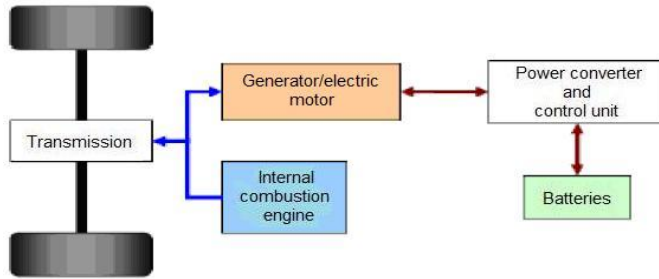 Transmission
Generator/electric
motor
Internal
combustion
engine
Power converter
and
control unit
Batteries